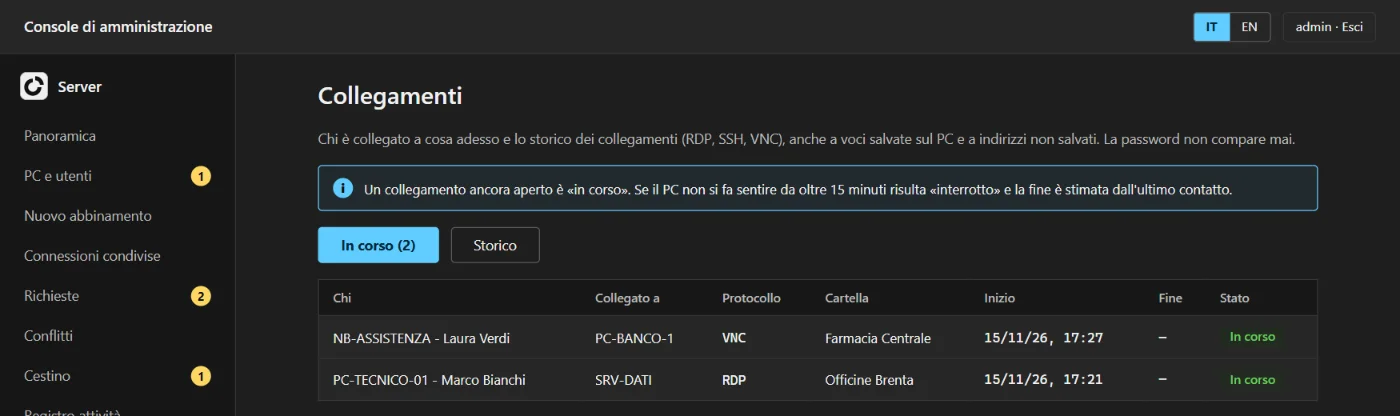 Console di amministrazione
IT EN admin · Esci
Server
Panoramica
PC e utenti 1
Nuovo abbinamento
Connessioni condivise
Richieste 2
Conflitti
Cestino 1
Registro attività
Collegamenti
Chi è collegato a cosa adesso e lo storico dei collegamenti (RDP, SSH, VNC), anche a voci salvate sul PC e a indirizzi non salvati. La password non compare mai.
Un collegamento ancora aperto è «in corso». Se il PC non si fa sentire da oltre 15 minuti risulta «interrotto» e la fine è stimata dall'ultimo contatto.
In corso (2) Storico
Chi Collegato a Protocollo Cartella Inizio Fine Stato
NB-ASSISTENZA - Laura Verdi PC-BANCO-1 VNC Farmacia Centrale 15/11/26, 17:27 — In corso
PC-TECNICO-01 - Marco Bianchi SRV-DATI RDP Officine Brenta 15/11/26, 17:21 — In corso